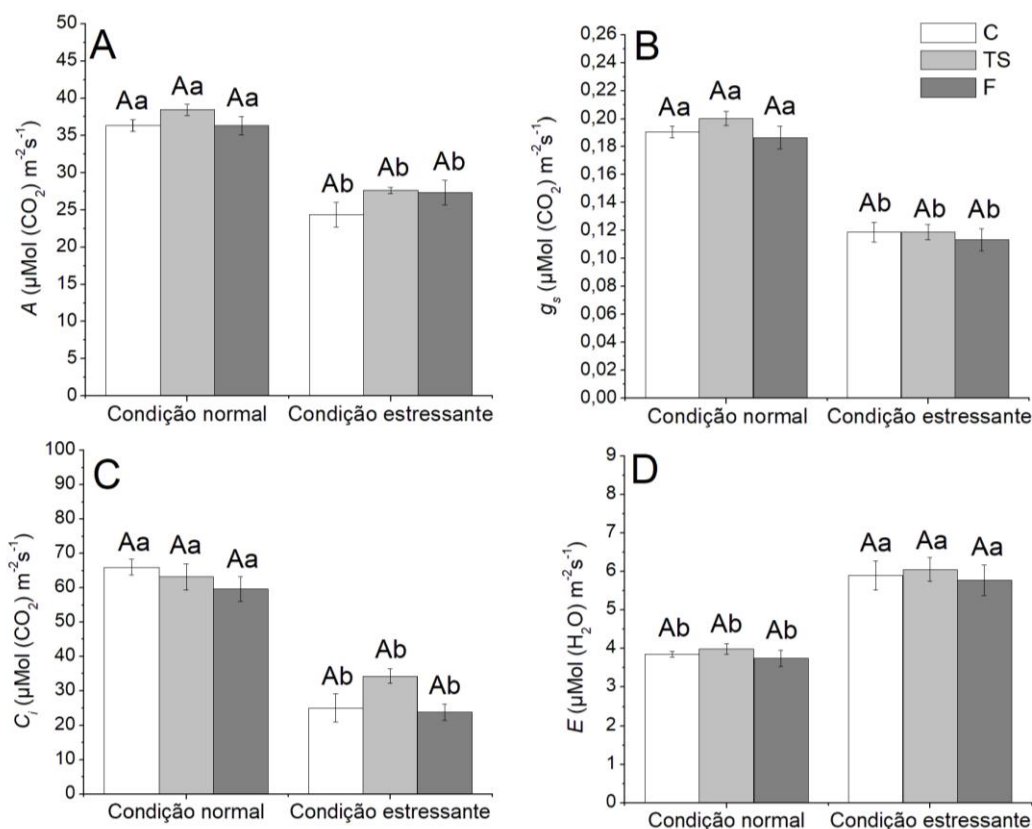 A
A (µMol (CO₂) m⁻²s⁻¹)
50
45
40
35
30
25
20
15
10
5
0
Aa Aa Aa
Ab Ab Ab
Condição normal Condição estressante
B
C
TS
F
gs (µMol (CO₂) m⁻²s⁻¹)
0,26
0,24
0,22
0,20
0,18
0,16
0,14
0,12
0,10
0,08
0,06
0,04
0,02
0,00
Aa Aa Aa
Ab Ab Ab
Condição normal Condição estressante
C
Ci (µMol (CO₂) m⁻²s⁻¹)
100
90
80
70
60
50
40
30
20
10
0
Aa Aa Aa
Ab Ab Ab
Condição normal Condição estressante
D
E (µMol (H₂O) m⁻²s⁻¹)
9
8
7
6
5
4
3
2
1
0
Ab Ab Ab
Aa Aa Aa
Condição normal Condição estressante